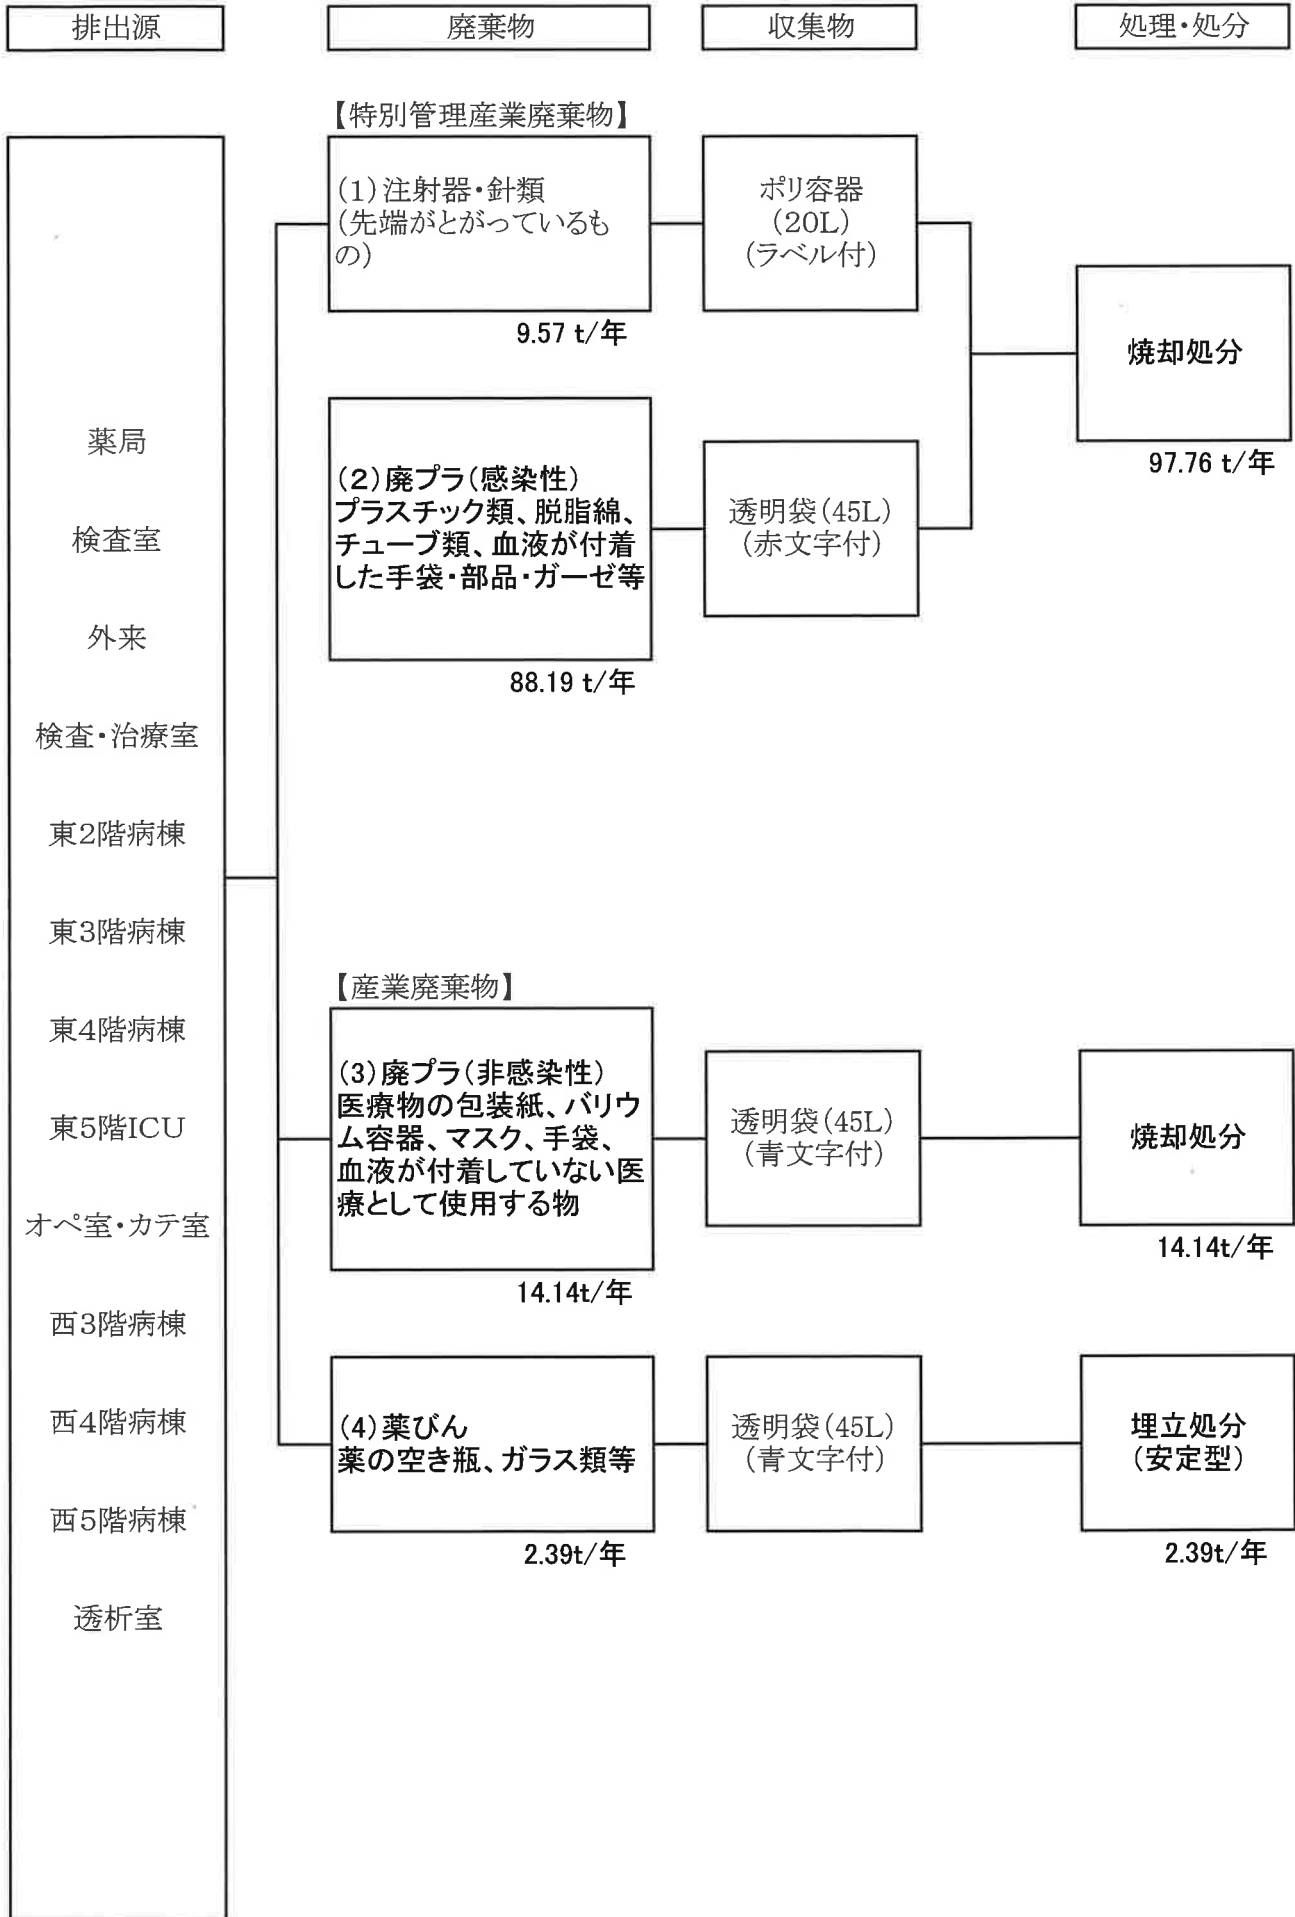 排出源
廃棄物
収集物
処理・処分
薬局
検査室
外来
検査・治療室
東2階病棟
東3階病棟
東4階病棟
東5階ICU
オペ室・カテ室
西3階病棟
西4階病棟
西5階病棟
透析室
【特別管理産業廃棄物】
(1)注射器・針類
(先端がとがっているも
の)
9.57 t/年
ポリ容器
(20L)
(ラベル付)
(2)廃プラ(感染性)
プラスチック類、脱脂綿、
チューブ類、血液が付着
した手袋・部品・ガーゼ等
88.19 t/年
透明袋(45L)
(赤文字付)
焼却処分
97.76 t/年
【産業廃棄物】
(3)廃プラ(非感染性)
医療物の包装紙、バリウ
ム容器、マスク、手袋、
血液が付着していない医
療として使用する物
14.14t/年
透明袋(45L)
(青文字付)
焼却処分
14.14t/年
(4)薬びん
薬の空き瓶、ガラス類等
2.39t/年
透明袋(45L)
(青文字付)
埋立処分
(安定型)
2.39t/年